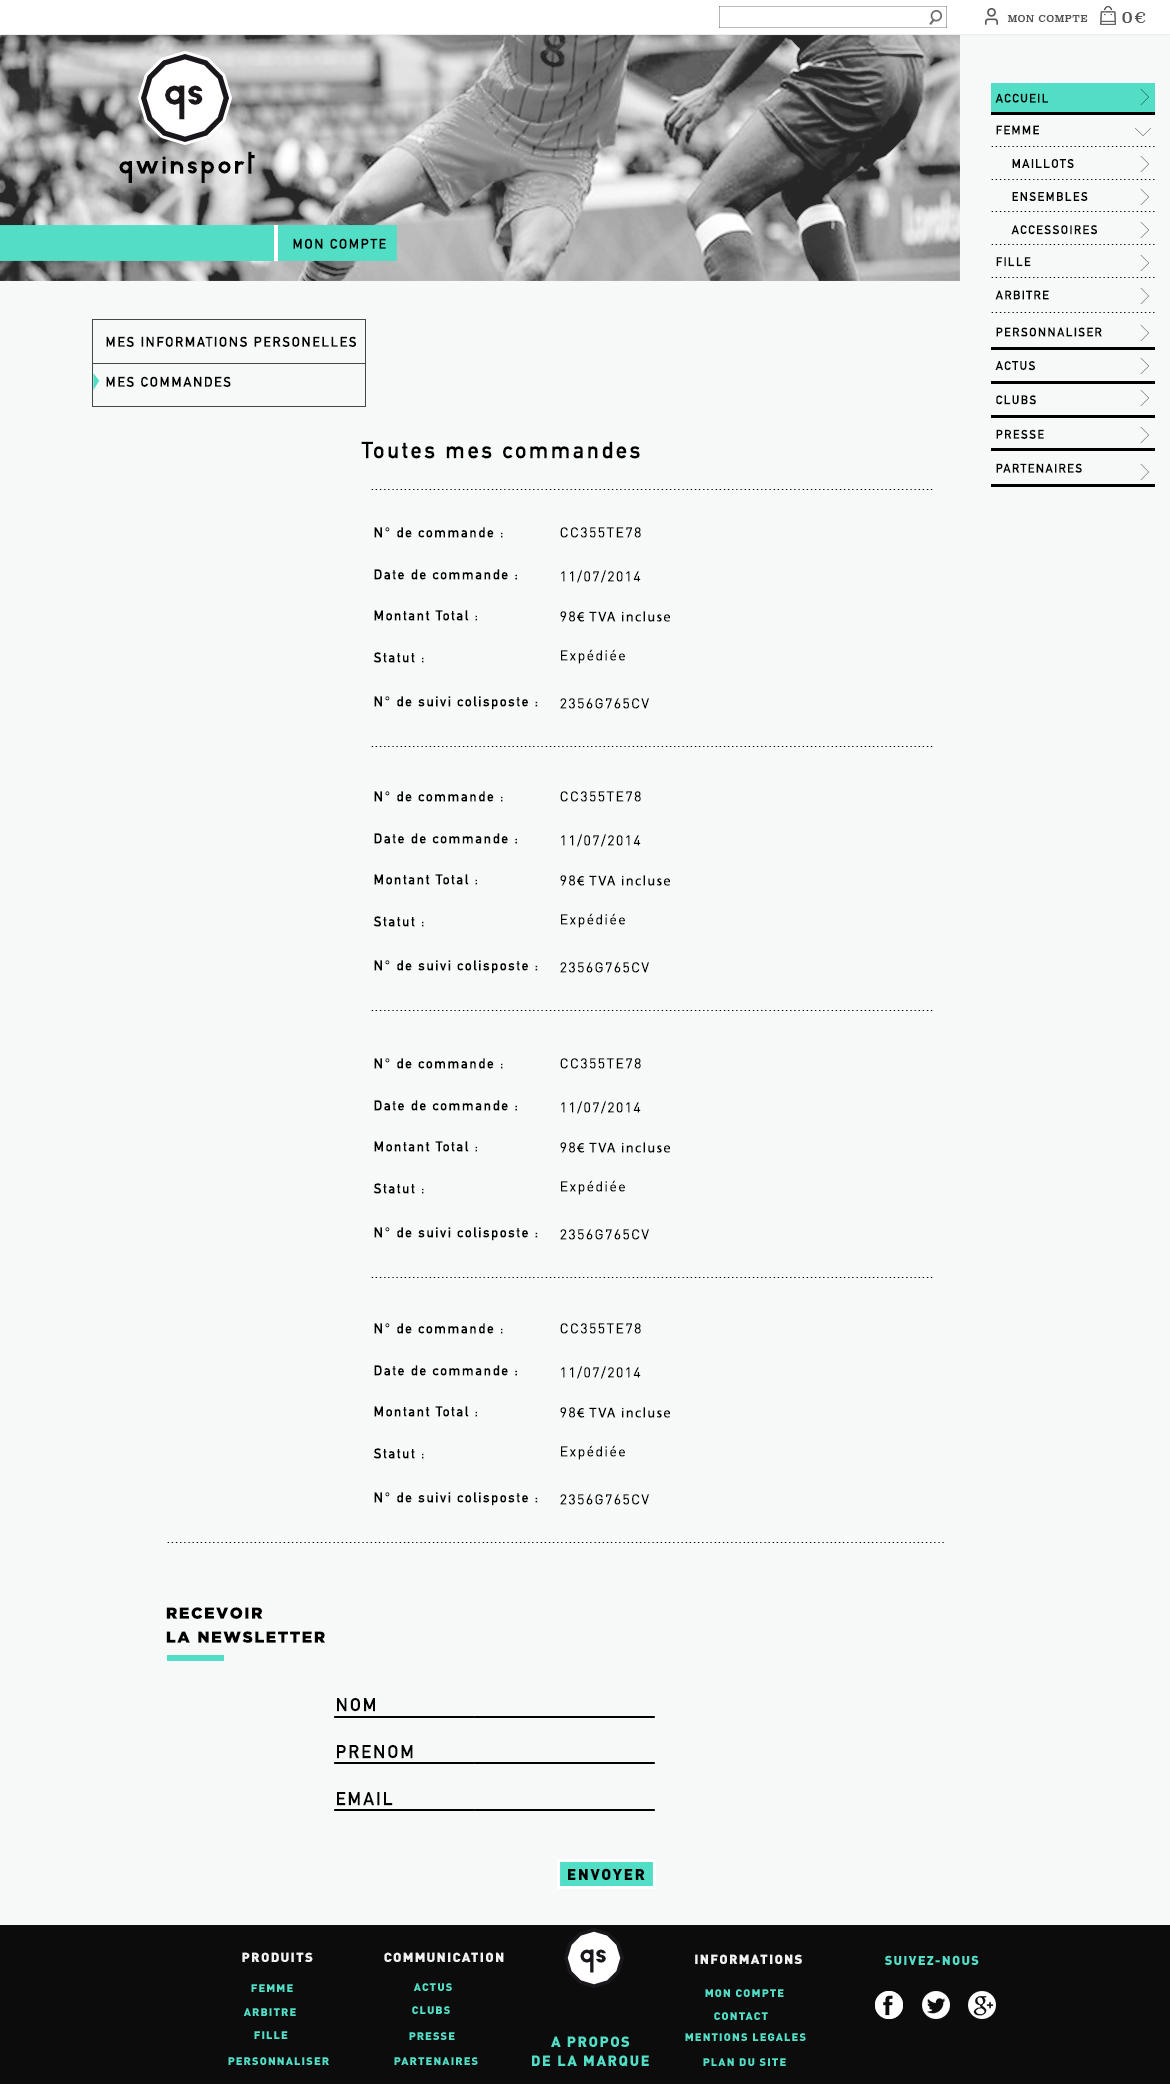 MON COMPTE 0€
8
qs
qwinsport
MON COMPTE
ACCUEIL
FEMME
MAILLOTS
ENSEMBLES
ACCESSOIRES
FILLE
ARBITRE
PERSONNALISER
ACTUS
CLUBS
PRESSE
PARTENAIRES
MES INFORMATIONS PERSONELLES
MES COMMANDES
Toutes mes commandes
N° de commande : CC355TE78
Date de commande : 11/07/2014
Montant Total : 98€ TVA incluse
Statut : Expédiée
N° de suivi colisposte : 2356G765CV
N° de commande : CC355TE78
Date de commande : 11/07/2014
Montant Total : 98€ TVA incluse
Statut : Expédiée
N° de suivi colisposte : 2356G765CV
N° de commande : CC355TE78
Date de commande : 11/07/2014
Montant Total : 98€ TVA incluse
Statut : Expédiée
N° de suivi colisposte : 2356G765CV
N° de commande : CC355TE78
Date de commande : 11/07/2014
Montant Total : 98€ TVA incluse
Statut : Expédiée
N° de suivi colisposte : 2356G765CV
RECEVOIR
LA NEWSLETTER
NOM
PRENOM
EMAIL
ENVOYER
PRODUITS
FEMME
ARBITRE
FILLE
PERSONNALISER
COMMUNICATION
ACTUS
CLUBS
PRESSE
PARTENAIRES
qs
A PROPOS
DE LA MARQUE
INFORMATIONS
MON COMPTE
CONTACT
MENTIONS LEGALES
PLAN DU SITE
SUIVEZ-NOUS